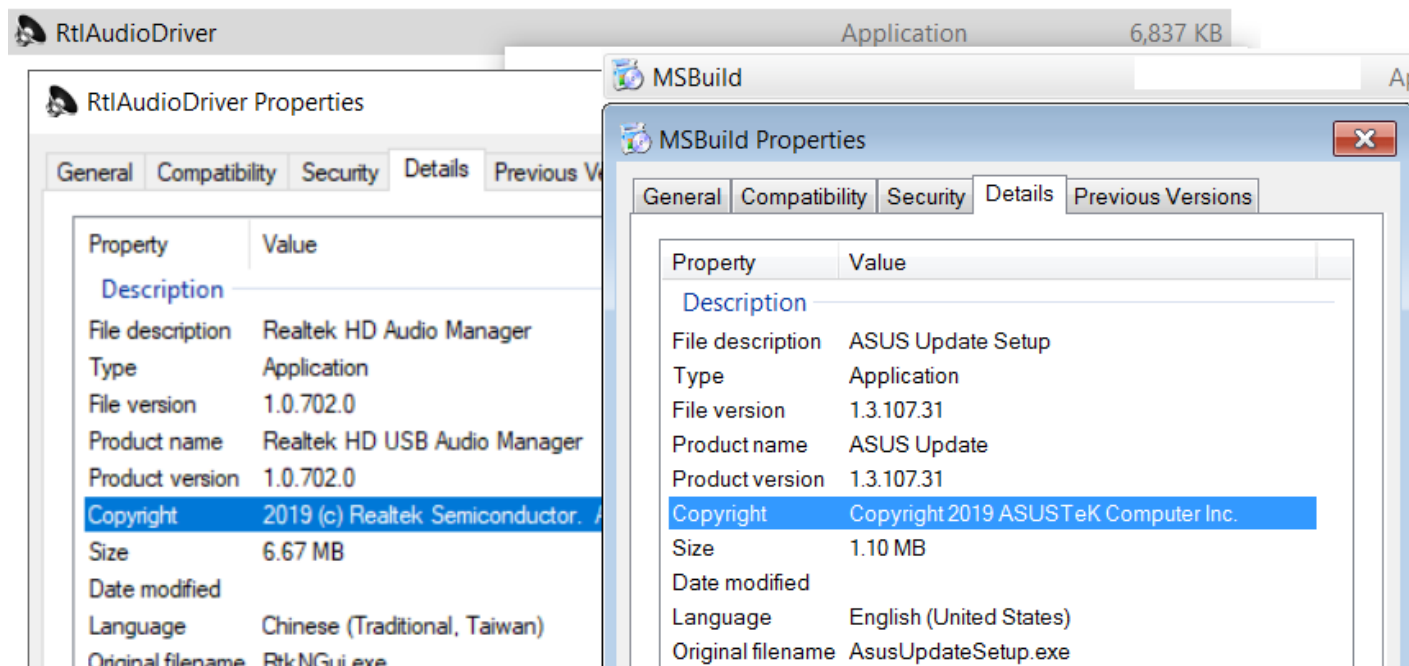 RtlAudioDriver Application 6,837 KB
RtlAudioDriver Properties
General Compatibility Security Details Previous
Property Value
Description
File description Realtek HD Audio Manager
Type Application
File version 1.0.702.0
Product name Realtek HD USB Audio Manager
Product version 1.0.702.0
Copyright 2019 (c) Realtek Semiconductor.
Size 6.67 MB
Date modified
Language Chinese (Traditional, Taiwan)
Original filename RtkNGui.exe
MSBuild
MSBuild Properties
General Compatibility Security Details Previous Versions
Property Value
Description
File description ASUS Update Setup
Type Application
File version 1.3.107.31
Product name ASUS Update
Product version 1.3.107.31
Copyright Copyright 2019 ASUSTeK Computer Inc.
Size 1.10 MB
Date modified
Language English (United States)
Original filename AsusUpdateSetup.exe